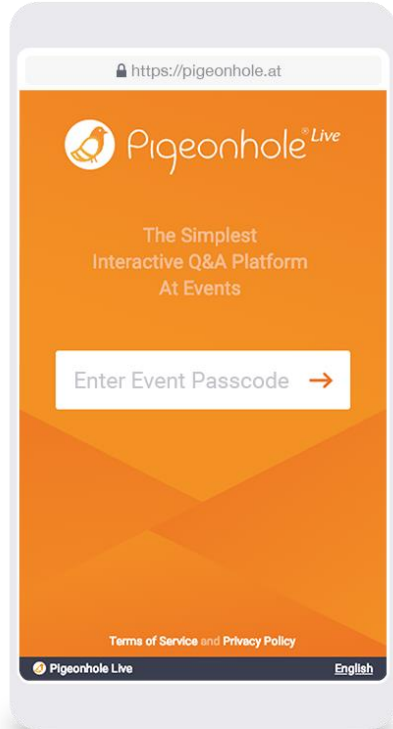 https://pigeonhole.at
Pigeonhole® Live
The Simplest
Interactive Q&A Platform
At Events
Enter Event Passcode
Terms of Service and Privacy Policy
Pigeonhole Live English